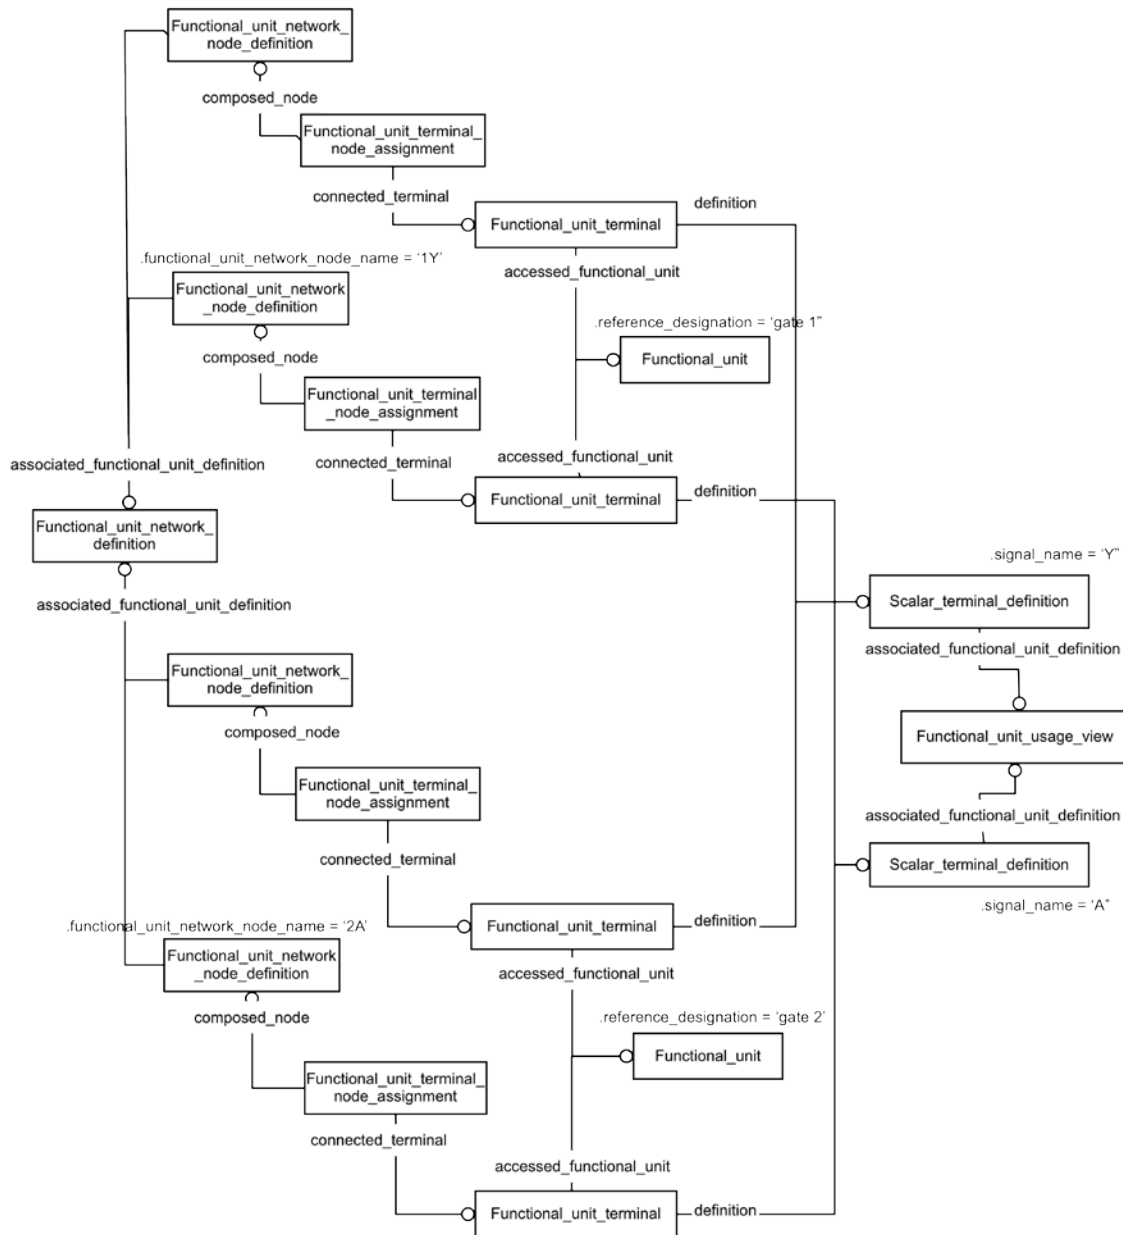 Functional_unit_network_
node_definition
composed_node
Functional_unit_terminal_
node_assignment
connected_terminal
definition
Functional_unit_terminal
.functional_unit_network_node_name = ‘1Y’
accessed_functional_unit
Functional_unit_network
_node_definition
.reference_designation = ‘gate 1”
composed_node
Functional_unit
Functional_unit_terminal
_node_assignment
associated_functional_unit_definition
connected_terminal
accessed_functional_unit
Functional_unit_terminal
definition
Functional_unit_network_
definition
.signal_name = ‘Y”
associated_functional_unit_definition
Scalar_terminal_definition
associated_functional_unit_definition
Functional_unit_network_
node_definition
composed_node
Functional_unit_usage_view
Functional_unit_terminal_
node_assignment
associated_functional_unit_definition
connected_terminal
Scalar_terminal_definition
.signal_name = ‘A”
.functional_unit_network_node_name = ‘2A’
Functional_unit_terminal
definition
Functional_unit_network
_node_definition
accessed_functional_unit
composed_node
.reference_designation = ‘gate 2’
Functional_unit
Functional_unit_terminal_
node_assignment
connected_terminal
accessed_functional_unit
Functional_unit_terminal
definition